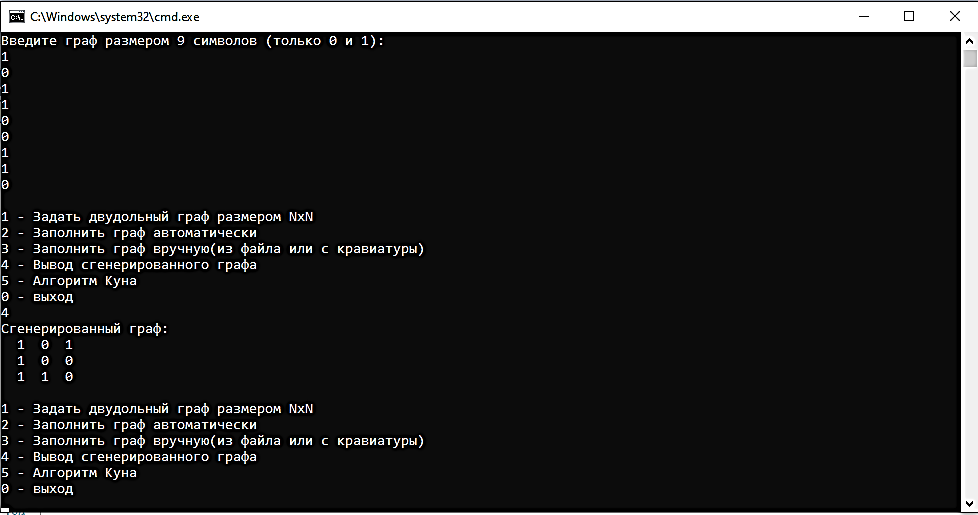 C:\Windows\system32\cmd.exe
Введите граф размером 9 символов (только 0 и 1):
1
0
1
1
0
0
1
1
0
1 - Задать двудольный граф размером NxN
2 - Заполнить граф автоматически
3 - Заполнить граф вручную(из файла или с кравиатуры)
4 - Вывод сгенерированного графа
5 - Алгоритм Куна
0 - выход
4
Сгенерированный граф:
1 0 1
1 0 0
1 1 0
1 - Задать двудольный граф размером NxN
2 - Заполнить граф автоматически
3 - Заполнить граф вручную(из файла или с кравиатуры)
4 - Вывод сгенерированного графа
5 - Алгоритм Куна
0 - выход